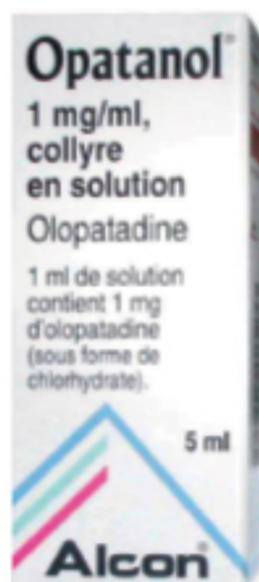 Opatanol®
1 mg/ml,
collyre
en solution
Olopatadine
1 ml de solution
contient 1 mg
d'olopatadine
(sous forme de
chlorhydrate).
5 ml
Alcon®